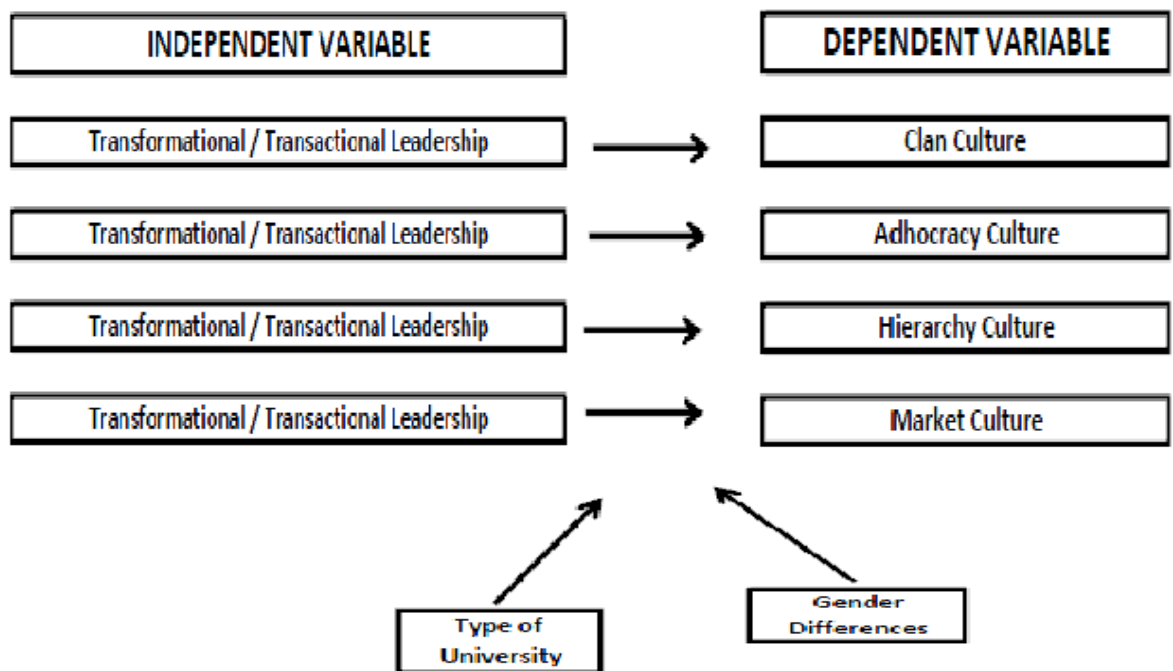 INDEPENDENT VARIABLE
DEPENDENT VARIABLE
Transformational / Transactional Leadership
Clan Culture
Transformational / Transactional Leadership
Adhocracy Culture
Transformational / Transactional Leadership
Hierarchy Culture
Transformational / Transactional Leadership
Market Culture
Type of
University
Gender
Differences